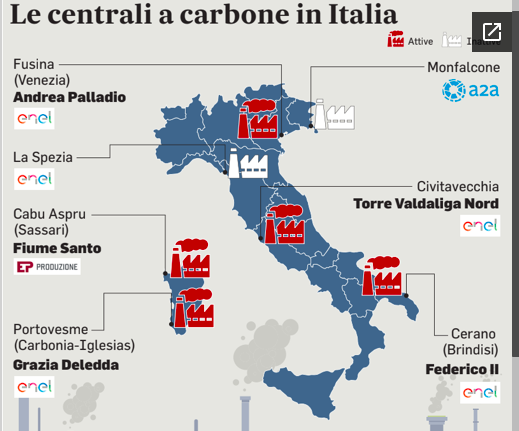 Le centrali a carbone in Italia
Attive
Inattive
Fusina
(Venezia)
Andrea Palladio
enel
Monfalcone
a2a
La Spezia
enel
Civitavecchia
Torre Valdaliga Nord
enel
Cabu Aspru
(Sassari)
Fiume Santo
EP PRODUZIONE
Portovesme
(Carbonia-Iglesias)
Grazia Deledda
enel
Cerano
(Brindisi)
Federico II
enel